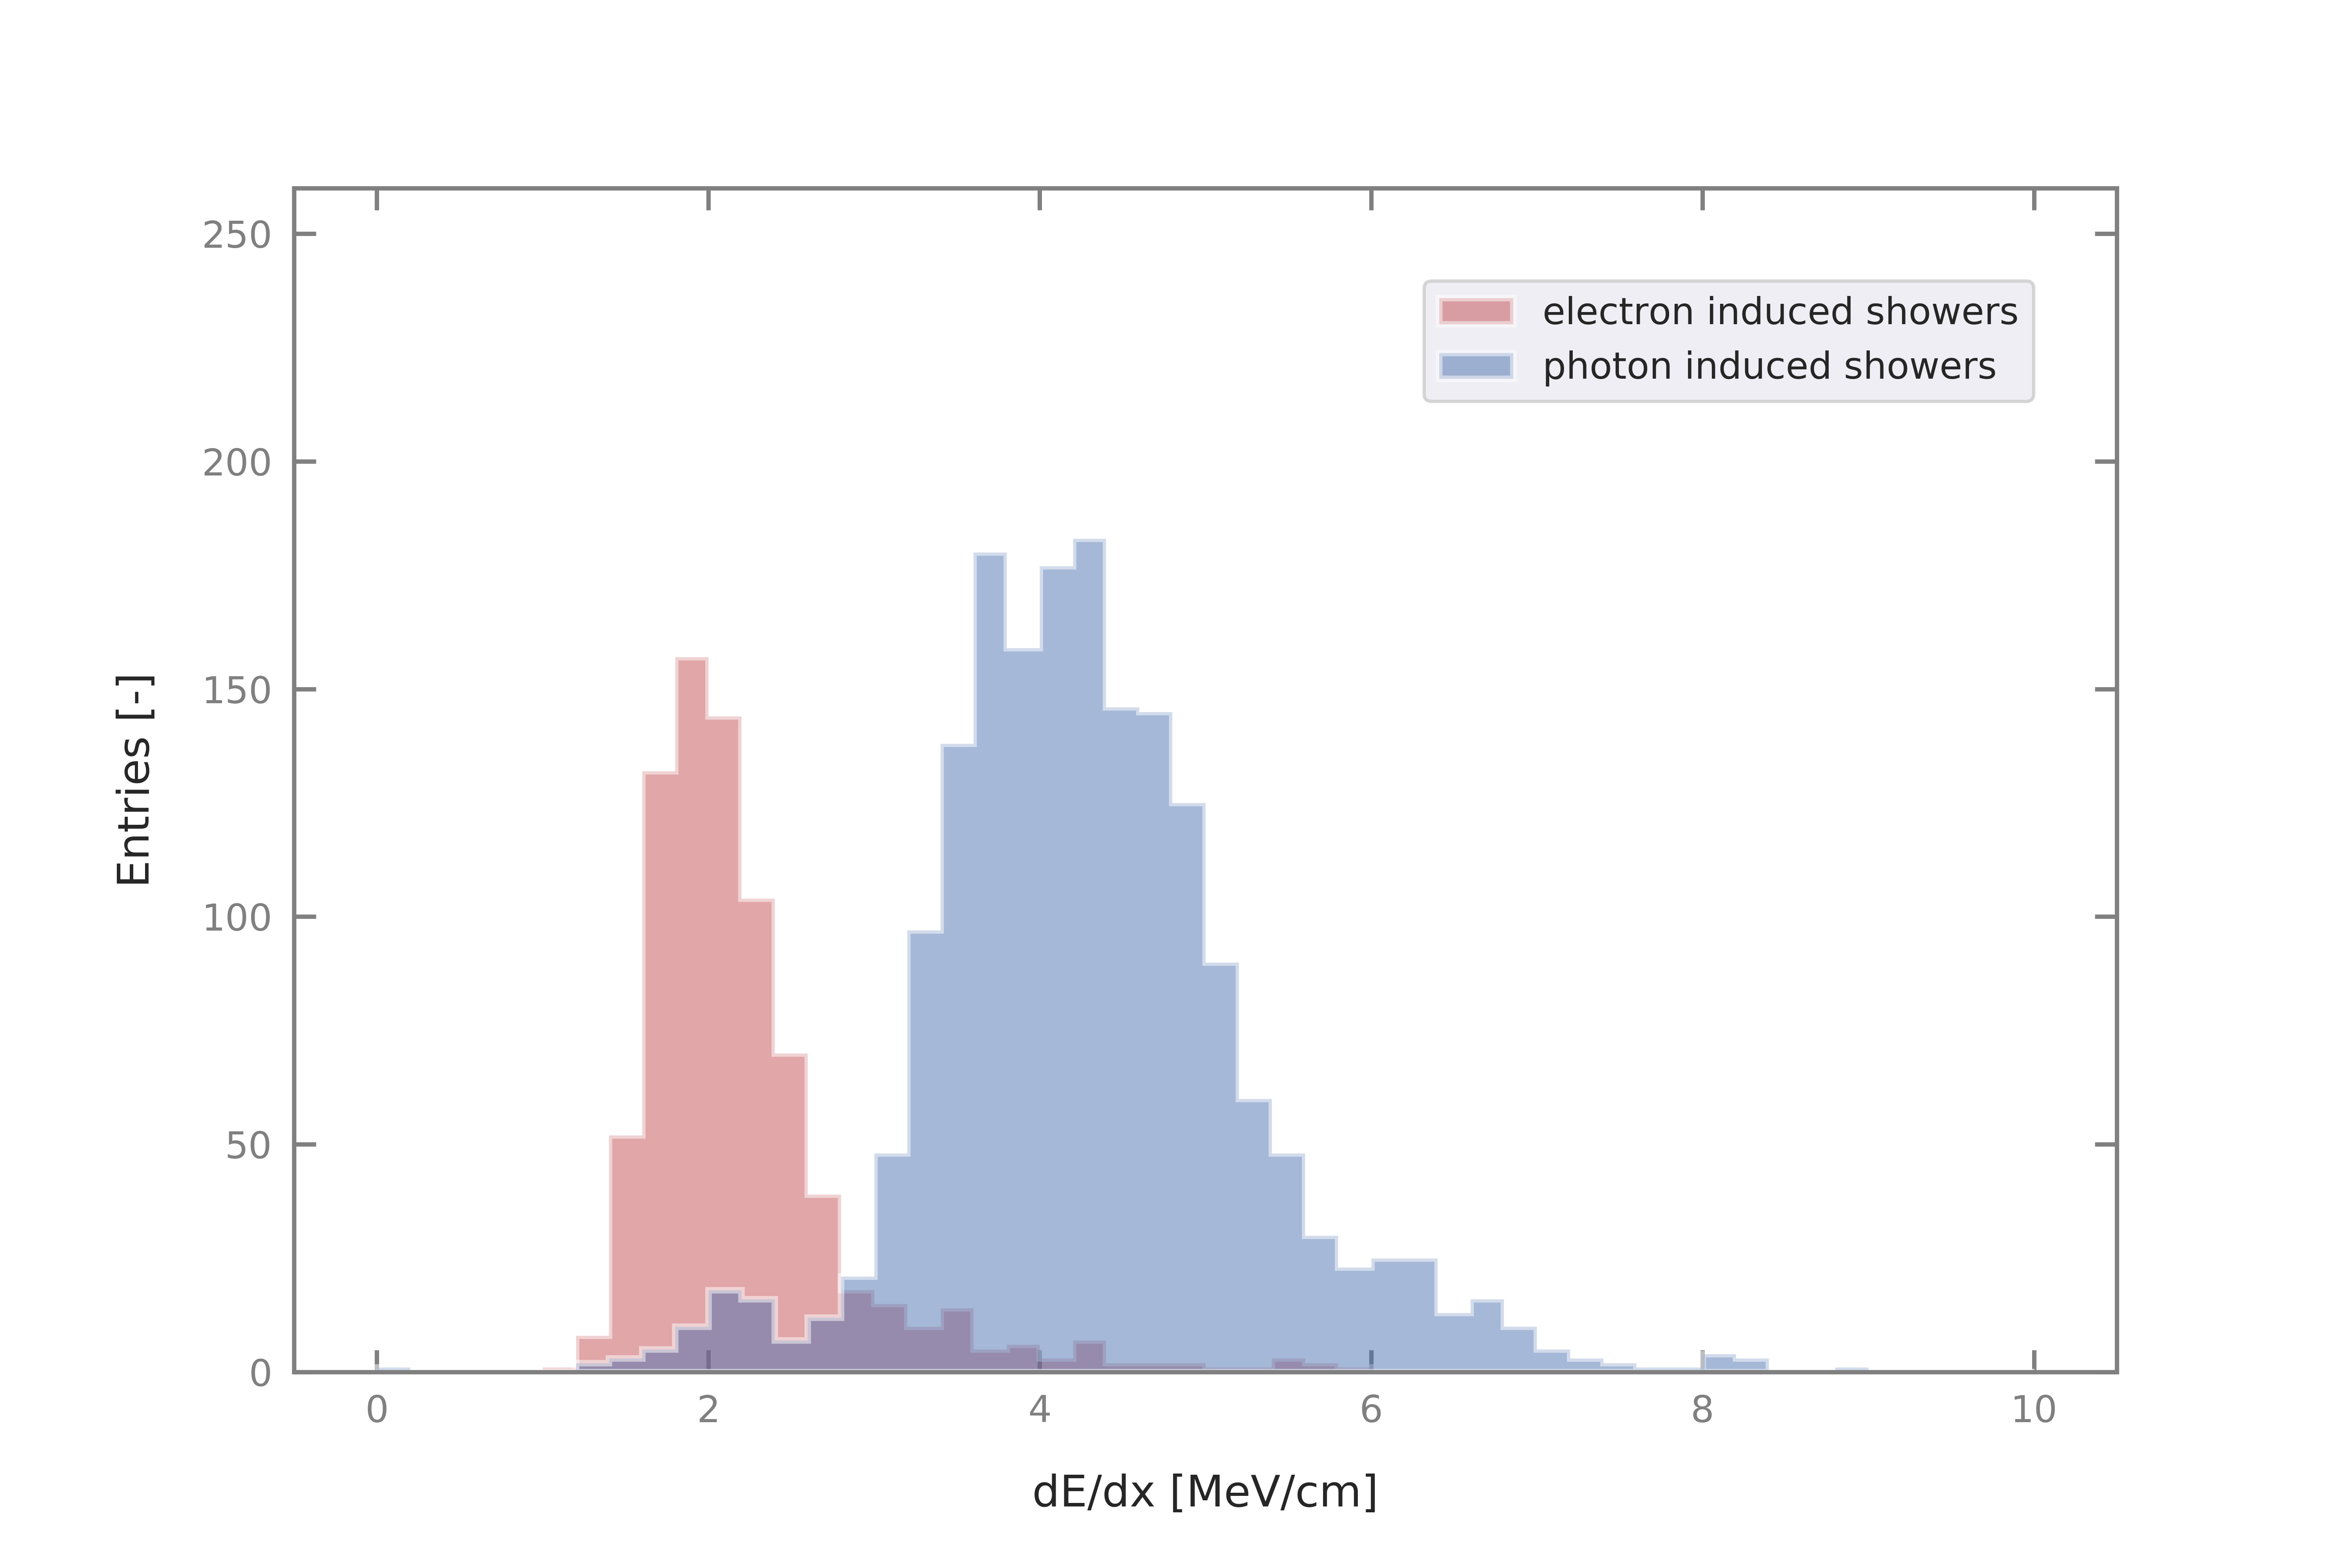 250
200
150
100
50
0
Entries [-]
electron induced showers
photon induced showers
0 2 4 6 8 10
dE/dx [MeV/cm]